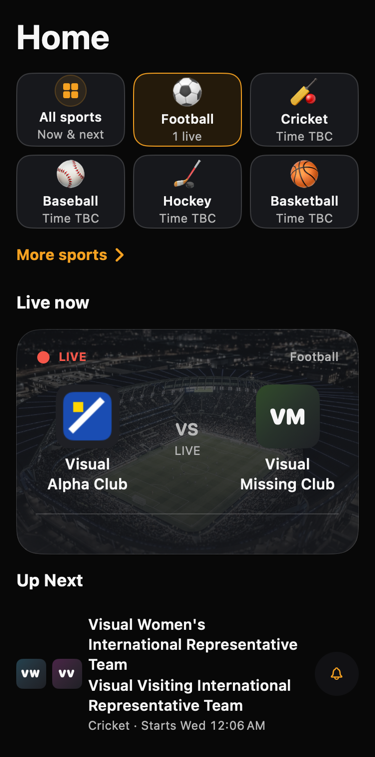 Home
All sports
Now & next
Football
1 live
Cricket
Time TBC
Baseball
Time TBC
Hockey
Time TBC
Basketball
Time TBC
More sports
Live now
LIVE
Football
VM
VS
LIVE
Visual
Alpha Club
Visual
Missing Club
Up Next
Visual Women's
International Representative
Team
VW
VV
Visual Visiting International
Representative Team
Cricket · Starts Wed 12:06 AM